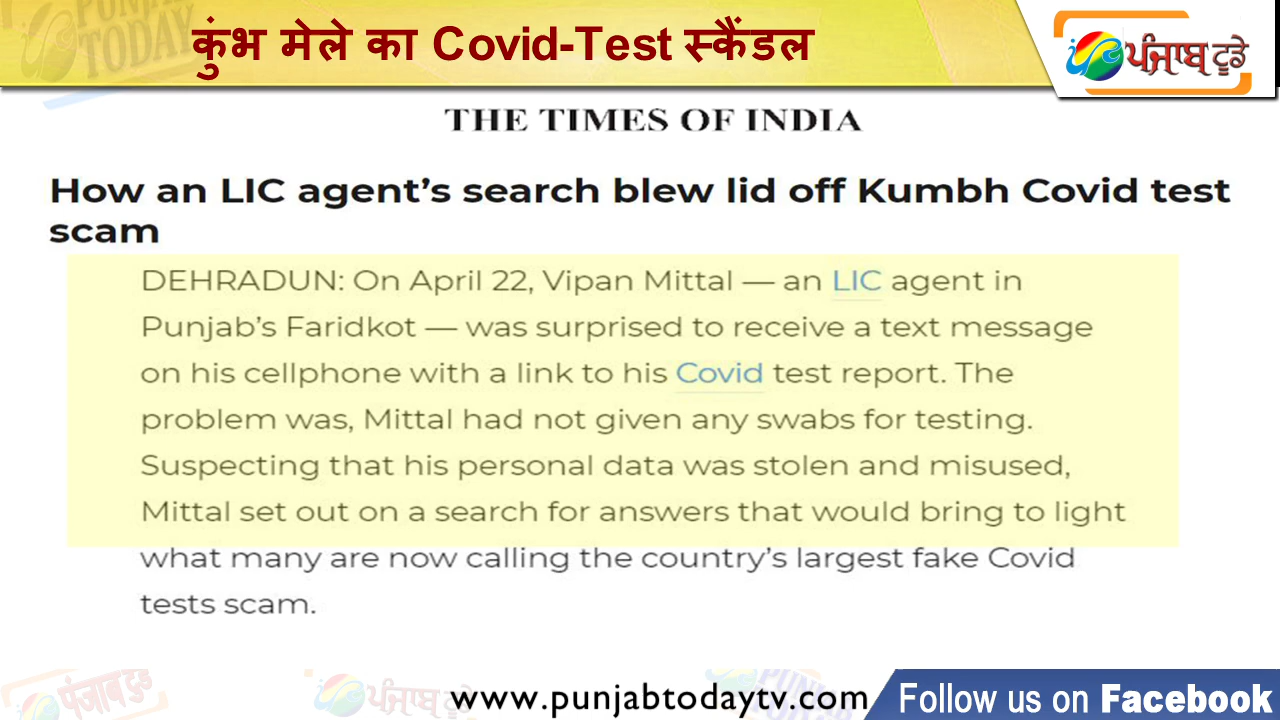 कुंभ मेले का Covid-Test स्कैंडल
ਪੰਜਾਬ ਟੂਡੇ
THE TIMES OF INDIA
How an LIC agent’s search blew lid off Kumbh Covid test
scam
DEHRADUN: On April 22, Vipan Mittal — an LIC agent in
Punjab’s Faridkot — was surprised to receive a text message
on his cellphone with a link to his Covid test report. The
problem was, Mittal had not given any swabs for testing.
Suspecting that his personal data was stolen and misused,
Mittal set out on a search for answers that would bring to light
what many are now calling the country’s largest fake Covid
tests scam.
www.punjabtodaytv.com
Follow us on Facebook